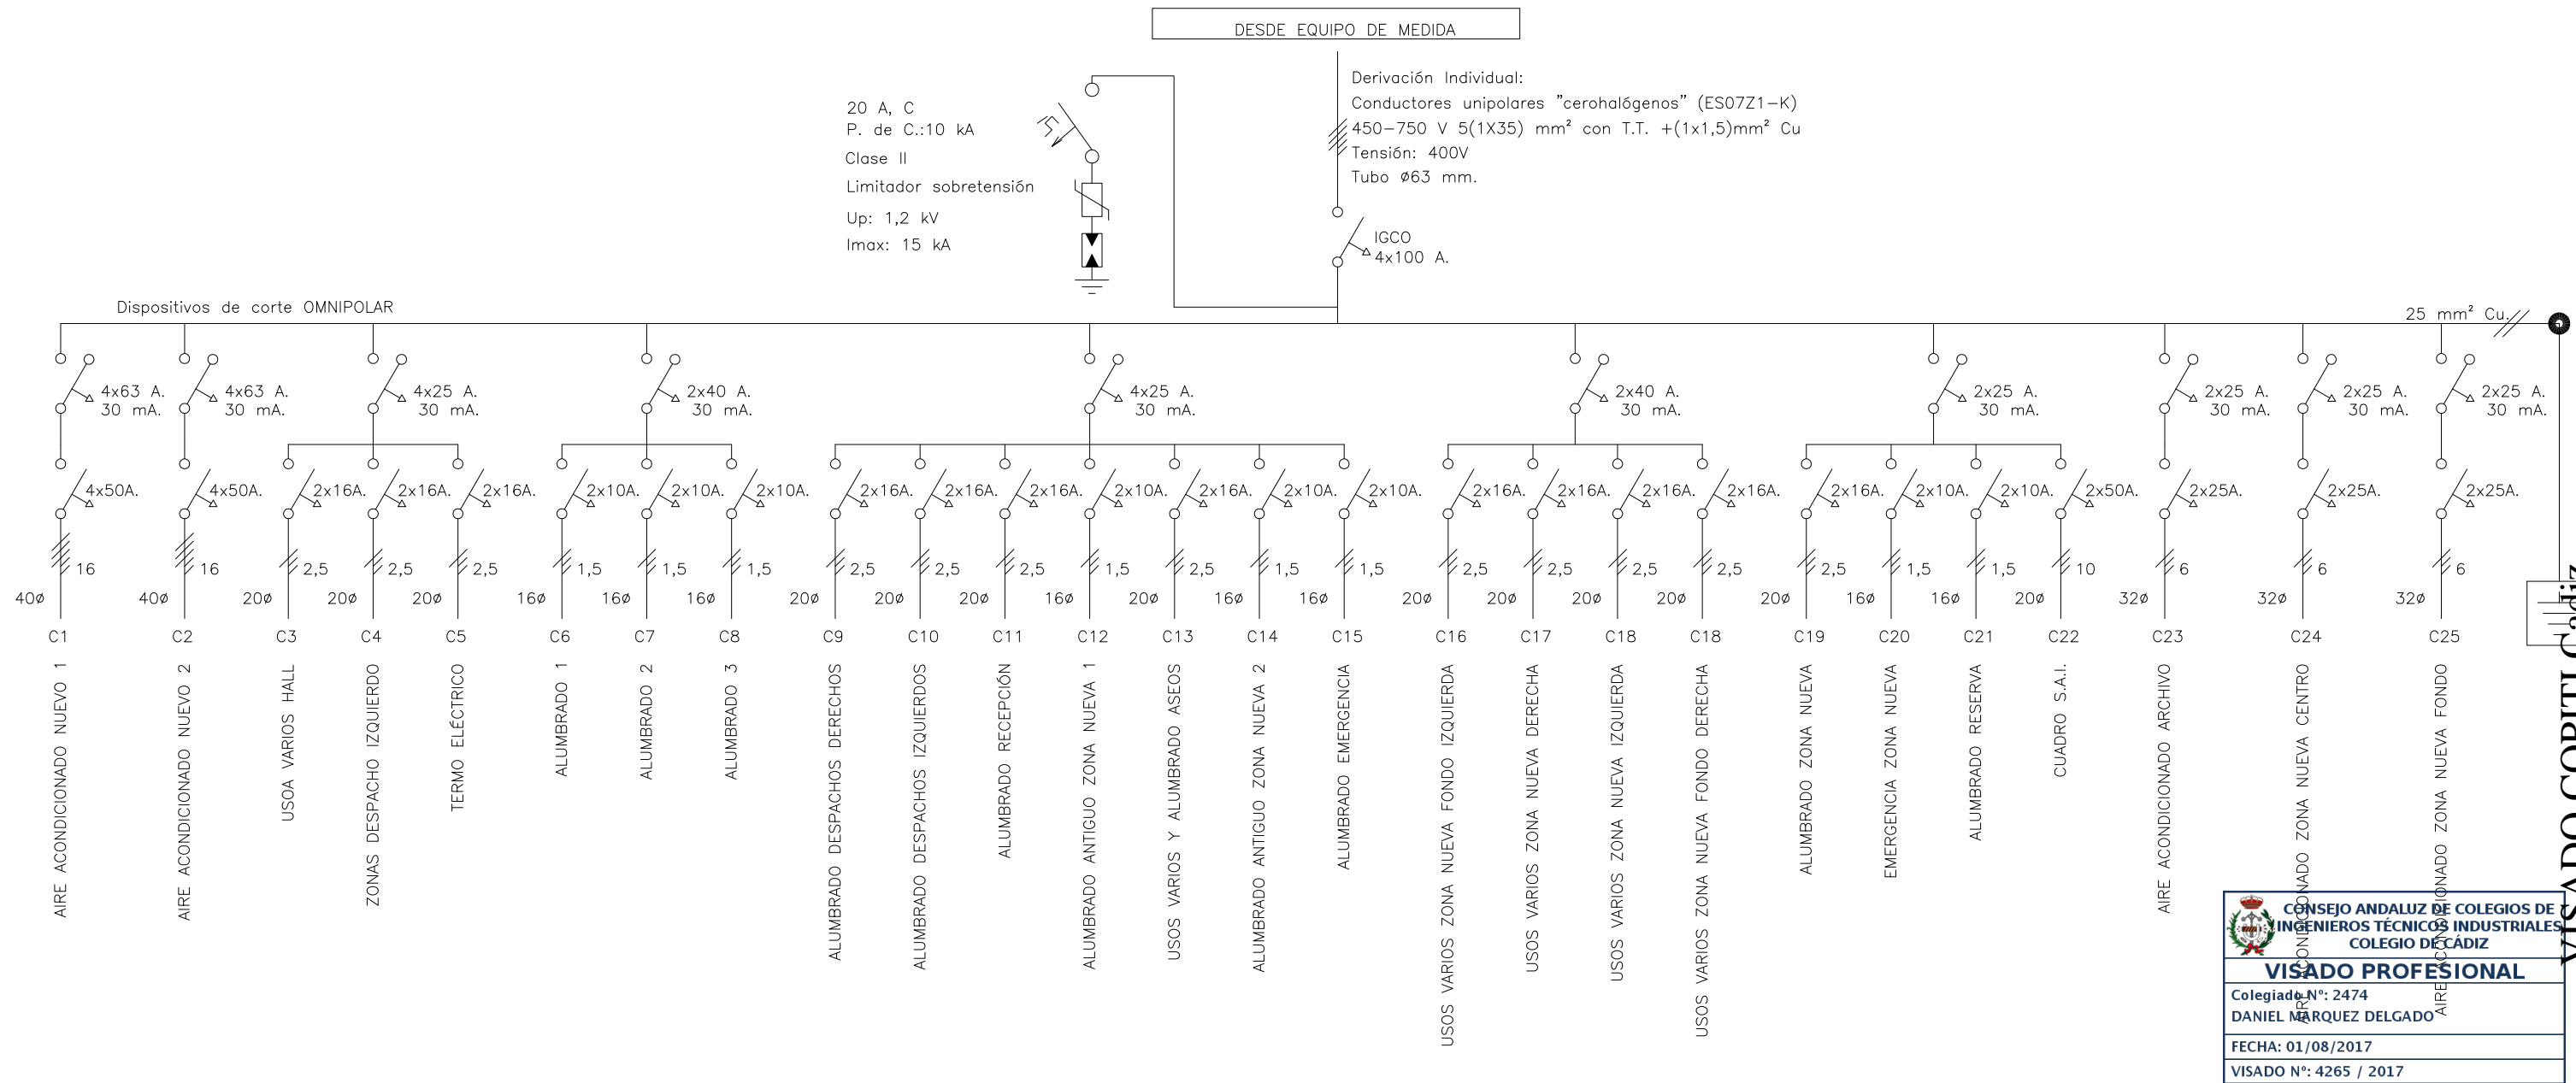 DESDE EQUIPO DE MEDIDA
Derivación Individual:
Conductores unipolares "cerohalógenos" (ES07Z1-K)
450-750 V 5(1X35) mm² con T.T. +(1x1,5)mm² Cu
Tensión: 400V
Tubo ø63 mm.
20 A, C
P. de C.:10 kA
Clase II
Limitador sobretensión
Up: 1,2 kV
Imax: 15 kA
IGCO
4x100 A.
Dispositivos de corte OMNIPOLAR
25 mm² Cu.
4x63 A.
30 mA.
4x63 A.
30 mA.
4x25 A.
30 mA.
2x40 A.
30 mA.
4x25 A.
30 mA.
2x40 A.
30 mA.
2x25 A.
30 mA.
2x25 A.
30 mA.
2x25 A.
30 mA.
2x25 A.
30 mA.
4x50A.
4x50A.
2x16A.
2x16A.
2x16A.
2x10A.
2x10A.
2x10A.
2x16A.
2x16A.
2x16A.
2x10A.
2x16A.
2x10A.
2x10A.
2x16A.
2x16A.
2x16A.
2x16A.
2x16A.
2x10A.
2x10A.
2x50A.
2x25A.
2x25A.
2x25A.
16
16
2,5
2,5
2,5
1,5
1,5
1,5
2,5
2,5
2,5
1,5
2,5
1,5
1,5
2,5
2,5
2,5
2,5
2,5
1,5
1,5
10
6
6
6
40ø
40ø
20ø
20ø
20ø
16ø
16ø
16ø
20ø
20ø
20ø
16ø
20ø
16ø
16ø
20ø
20ø
20ø
20ø
20ø
16ø
16ø
20ø
32ø
32ø
32ø
C1
C2
C3
C4
C5
C6
C7
C8
C9
C10
C11
C12
C13
C14
C15
C16
C17
C18
C18
C19
C20
C21
C22
C23
C24
C25
AIRE ACONDICIONADO NUEVO 1
AIRE ACONDICIONADO NUEVO 2
USOA VARIOS HALL
ZONAS DESPACHO IZQUIERDO
TERMO ELÉCTRICO
ALUMBRADO 1
ALUMBRADO 2
ALUMBRADO 3
ALUMBRADO DESPACHOS DERECHOS
ALUMBRADO DESPACHOS IZQUIERDOS
ALUMBRADO RECEPCIÓN
ALUMBRADO ANTIGUO ZONA NUEVA 1
USOS VARIOS Y ALUMBRADO ASEOS
ALUMBRADO ANTIGUO ZONA NUEVA 2
ALUMBRADO EMERGENCIA
USOS VARIOS ZONA NUEVA FONDO IZQUIERDA
USOS VARIOS ZONA NUEVA DERECHA
USOS VARIOS ZONA NUEVA IZQUIERDA
USOS VARIOS ZONA NUEVA FONDO DERECHA
ALUMBRADO ZONA NUEVA
EMERGENCIA ZONA NUEVA
ALUMBRADO RESERVA
CUADRO S.A.I.
AIRE ACONDICIONADO ARCHIVO
AIRE ACONDICIONADO ZONA NUEVA CENTRO
AIRE ACONDICIONADO ZONA NUEVA FONDO
VISADO COPITI Cadiz
CONSEJO ANDALUZ DE COLEGIOS DE
INGENIEROS TÉCNICOS INDUSTRIALES
COLEGIO DE CÁDIZ
VISADO PROFESIONAL
Colegiado Nº: 2474
DANIEL MARQUEZ DELGADO
FECHA: 01/08/2017
VISADO Nº: 4265 / 2017